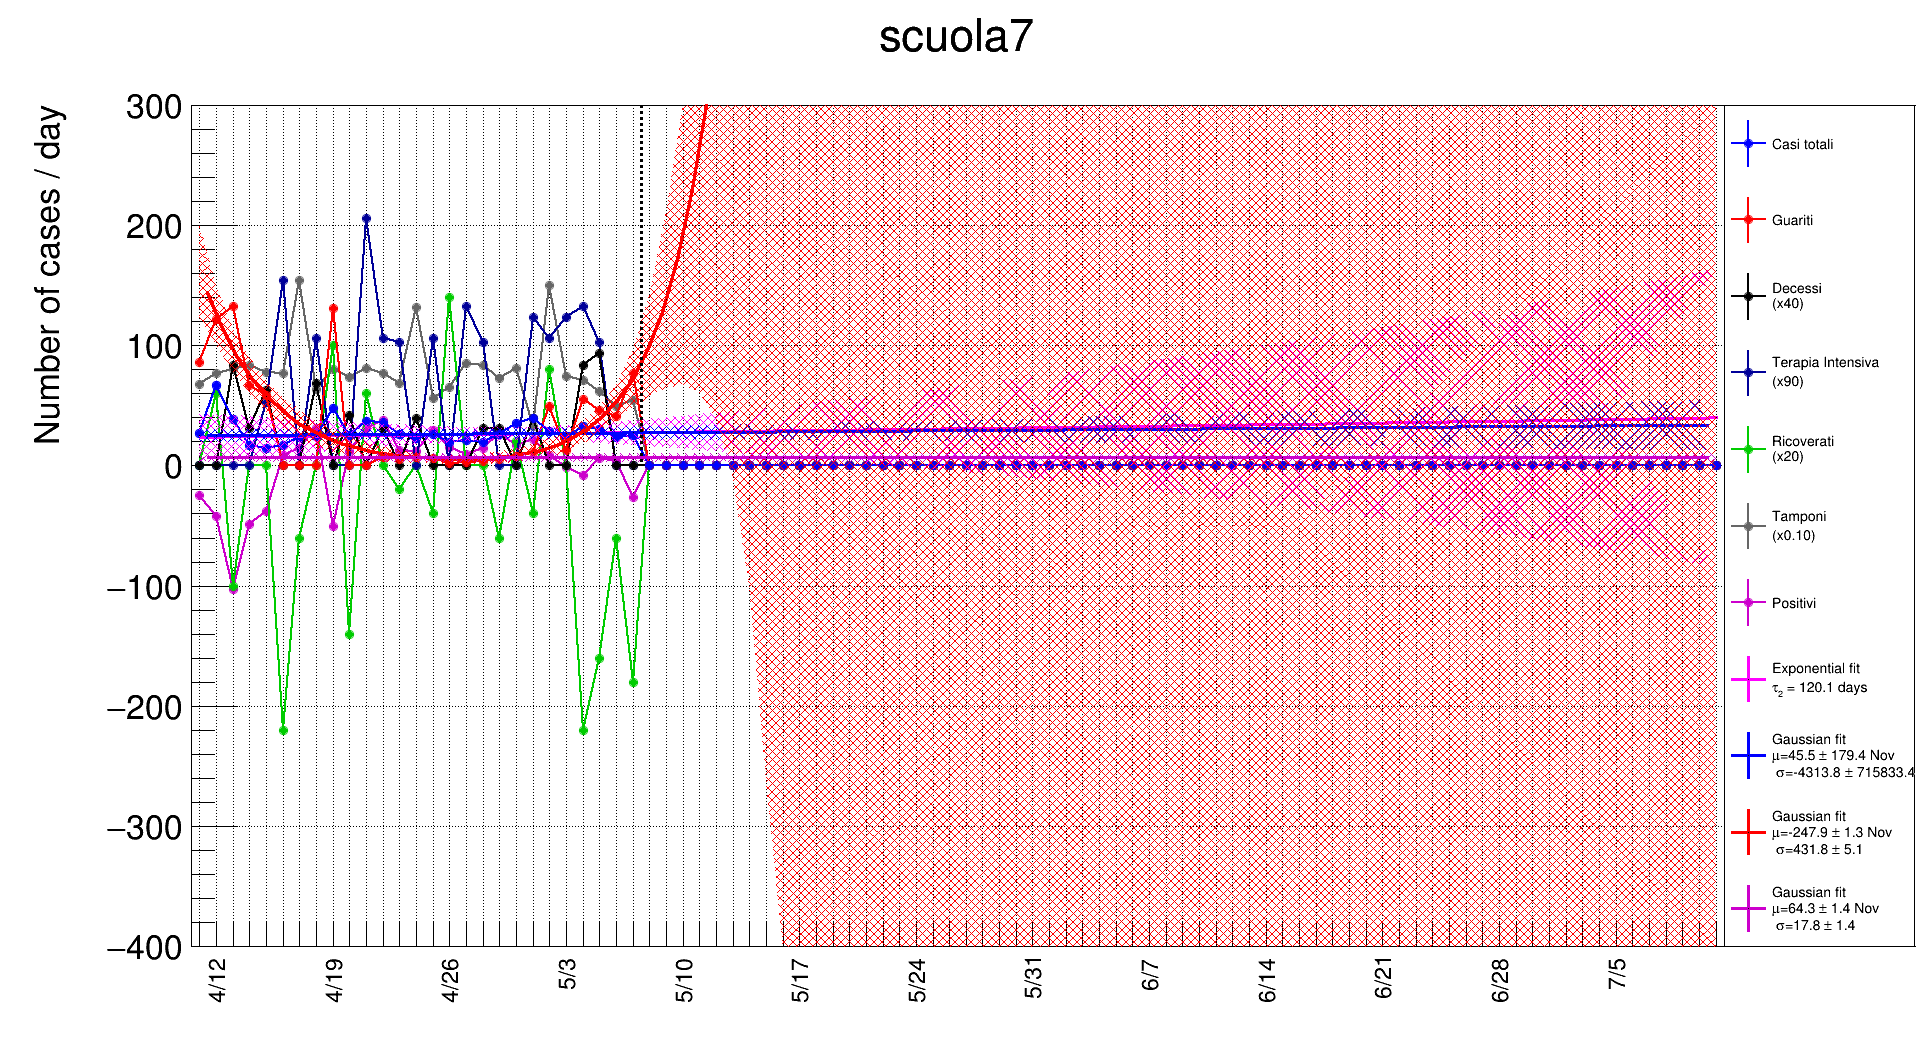 scuola7
Number of cases / day
300
200
100
0
−100
−200
−300
−400
4/12
4/19
4/26
5/3
5/10
5/17
5/24
5/31
6/7
6/14
6/21
6/28
7/5
Casi totali
Guariti
Decessi
(x40)
Terapia Intensiva
(x90)
Ricoverati
(x20)
Tamponi
(x0.10)
Positivi
Exponential fit
τ2 = 120.1 days
Gaussian fit
μ=45.5 ± 179.4 Nov
σ=-4313.8 ± 715833.4
Gaussian fit
μ=-247.9 ± 1.3 Nov
σ=431.8 ± 5.1
Gaussian fit
μ=64.3 ± 1.4 Nov
σ=17.8 ± 1.4